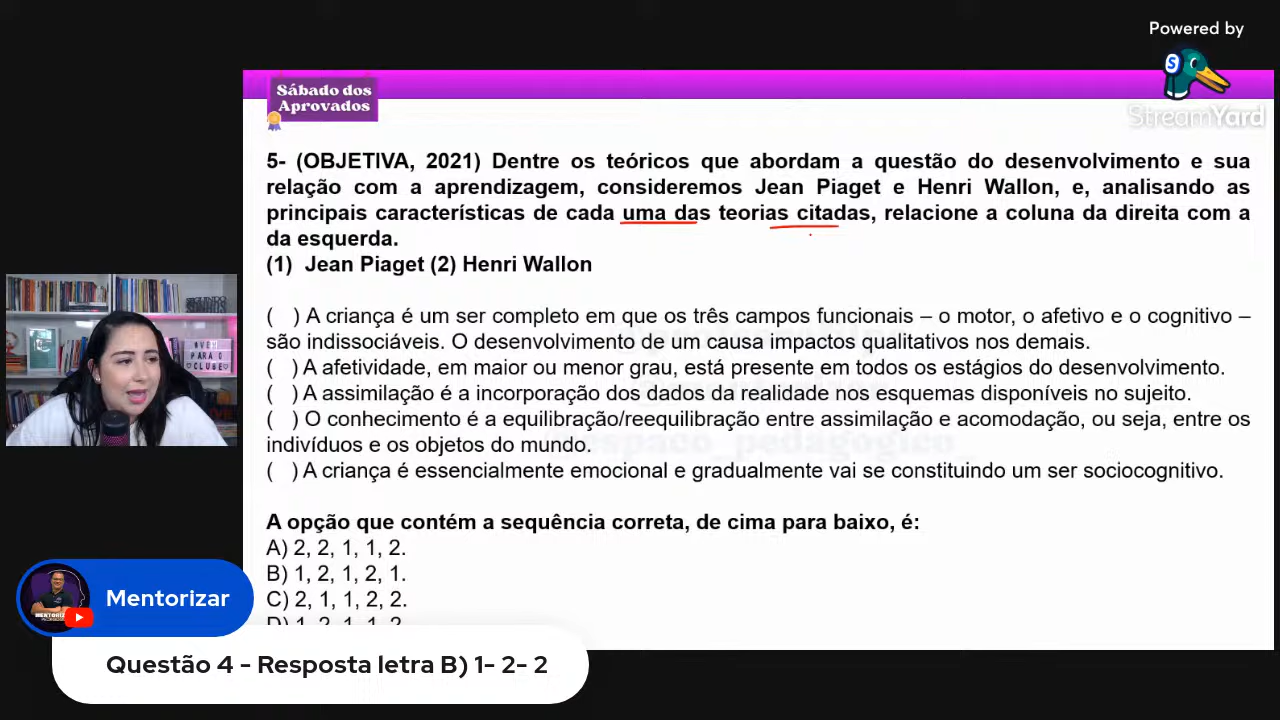 Powered by
StreamYard
Sábado dos
Aprovados
5- (OBJETIVA, 2021) Dentre os teóricos que abordam a questão do desenvolvimento e sua
relação com a aprendizagem, consideremos Jean Piaget e Henri Wallon, e, analisando as
principais características de cada uma das teorias citadas, relacione a coluna da direita com a
da esquerda.
(1) Jean Piaget (2) Henri Wallon
( ) A criança é um ser completo em que os três campos funcionais – o motor, o afetivo e o cognitivo –
são indissociáveis. O desenvolvimento de um causa impactos qualitativos nos demais.
( ) A afetividade, em maior ou menor grau, está presente em todos os estágios do desenvolvimento.
( ) A assimilação é a incorporação dos dados da realidade nos esquemas disponíveis no sujeito.
( ) O conhecimento é a equilibração/reequilibração entre assimilação e acomodação, ou seja, entre os
indivíduos e os objetos do mundo.
( ) A criança é essencialmente emocional e gradualmente vai se constituindo um ser sociocognitivo.
A opção que contém a sequência correta, de cima para baixo, é:
A) 2, 2, 1, 1, 2.
B) 1, 2, 1, 2, 1.
C) 2, 1, 1, 2, 2.
D) 1, 2, 1, 1, 2
VEM
PARA O
CLUBE
Mentorizar
Questão 4 - Resposta letra B) 1- 2- 2